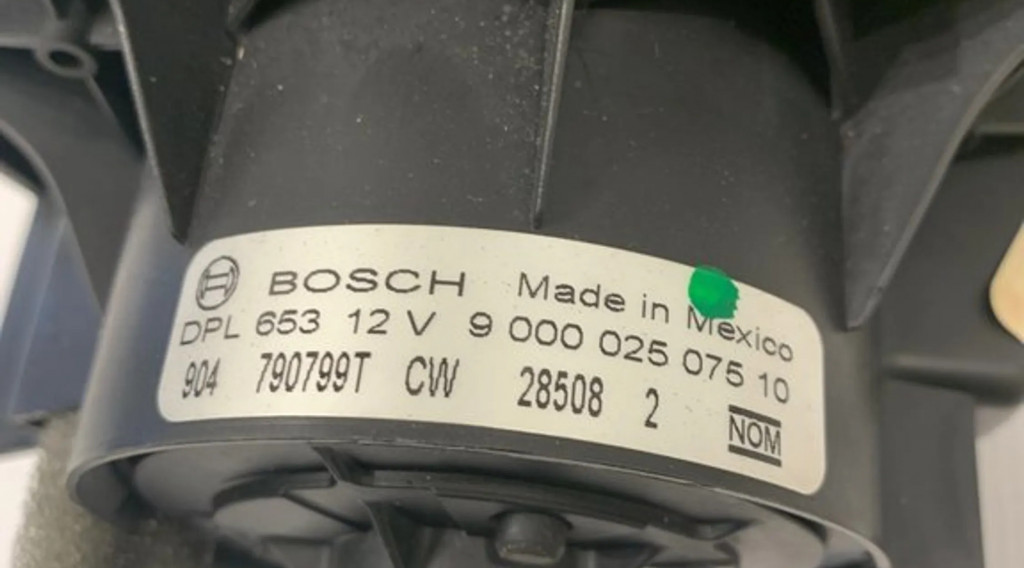 BOSCH Made in Mexico
DPL 653 12 V 9 000 025 075 10
904 790799T CW 28508 2
NOM